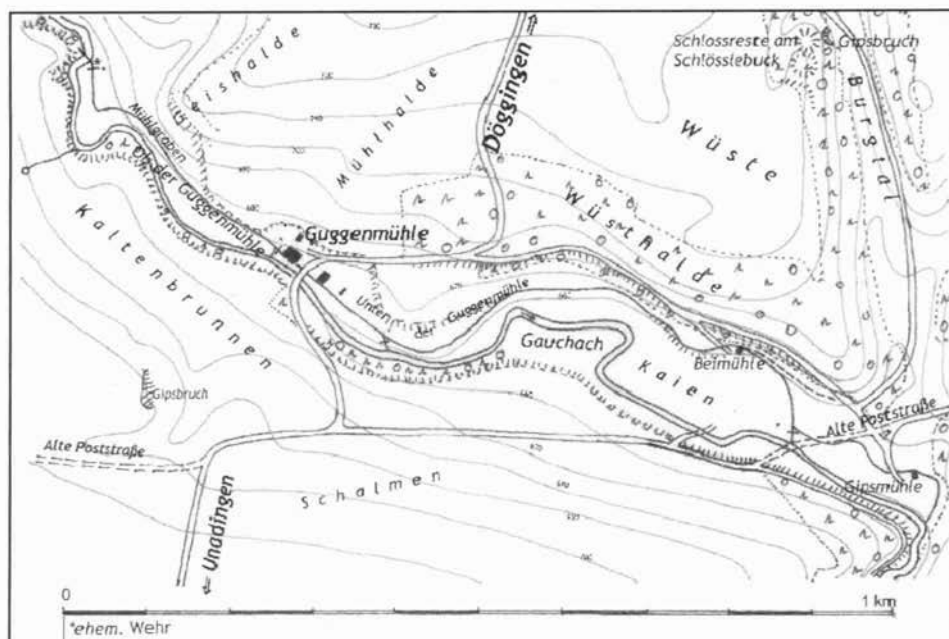 Schlossreste am
Schlösslebuck
Gipsbruch
Burgtal
Döggingen
Mühlhalde
Wüste
Wüsthalde
Mühlgraben
Ob der Guggenmühle
Guggenmühle
Kaltenbrunnen
Unter der Guggenmühle
Gauchach
Beimühle
Kaien
Gipsbruch
Alte Poststraße
Alte Poststraße
Gipsmühle
Schalmen
Unadingen
0
1 km
*ehem. Wehr